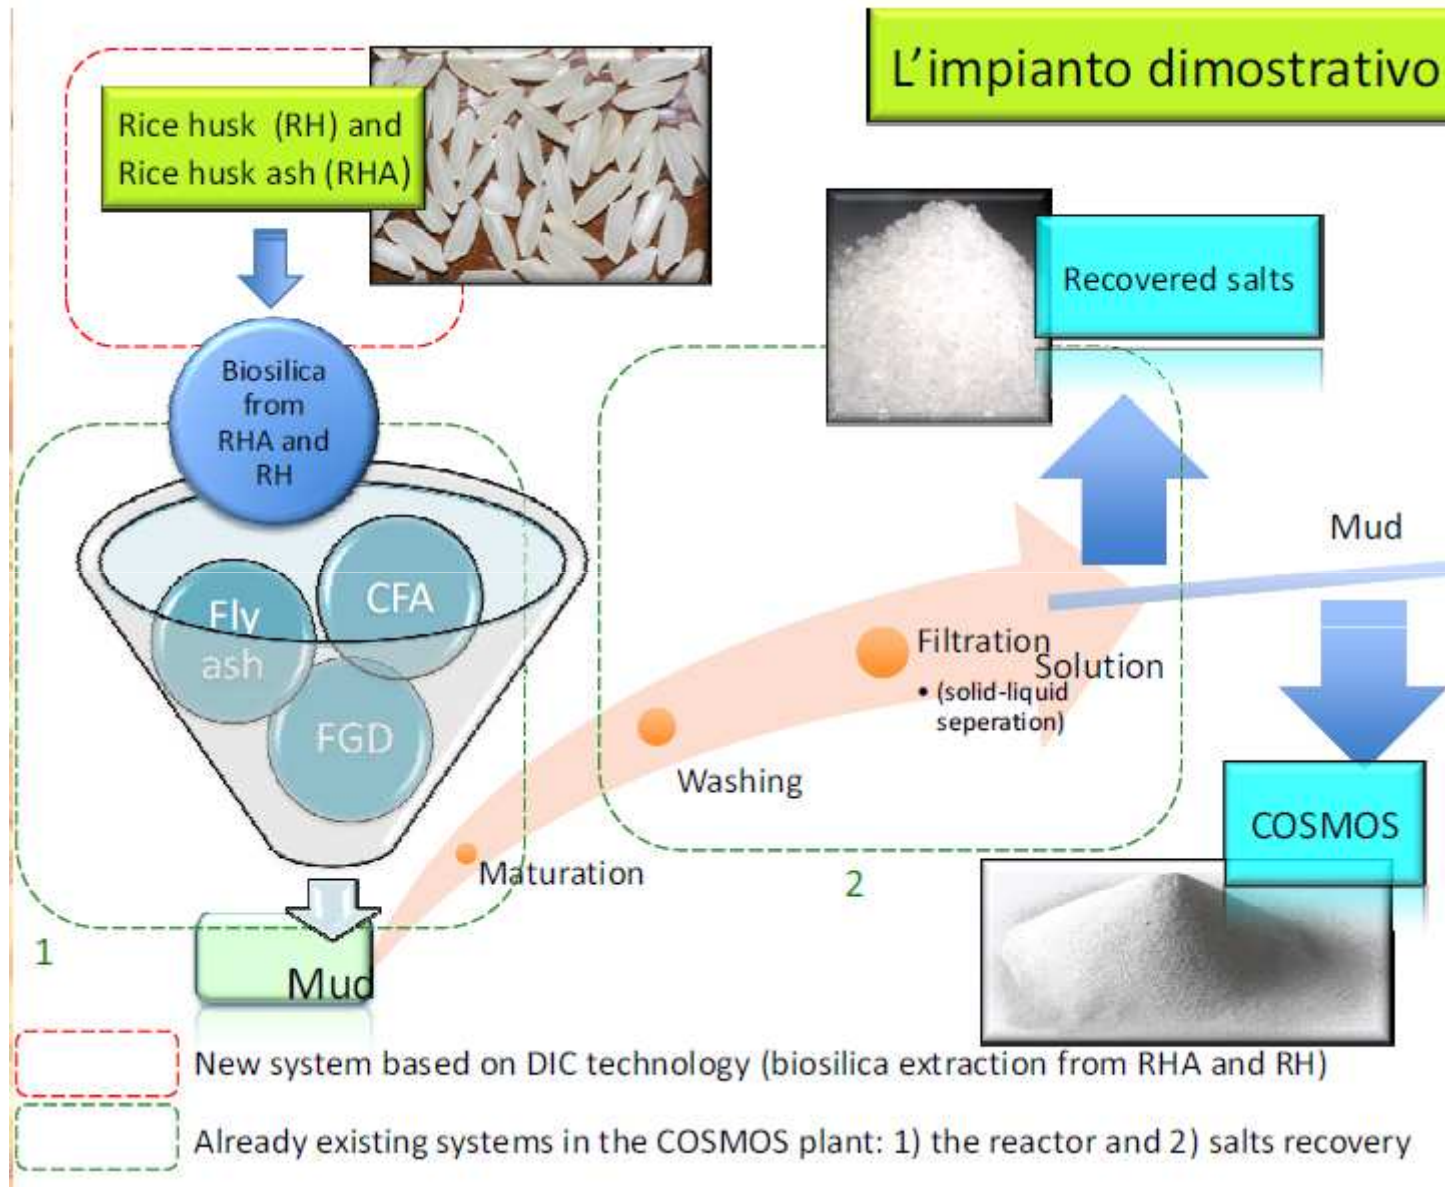 L'impianto dimostrativo
Rice husk (RH) and
Rice husk ash (RHA)
Recovered salts
Biosilica
from
RHA and
RH
Mud
CFA
Fly
ash
Filtration
Solution
• (solid-liquid
seperation)
FGD
Washing
COSMOS
Maturation
2
1
Mud
New system based on DIC technology (biosilica extraction from RHA and RH)
Already existing systems in the COSMOS plant: 1) the reactor and 2) salts recovery